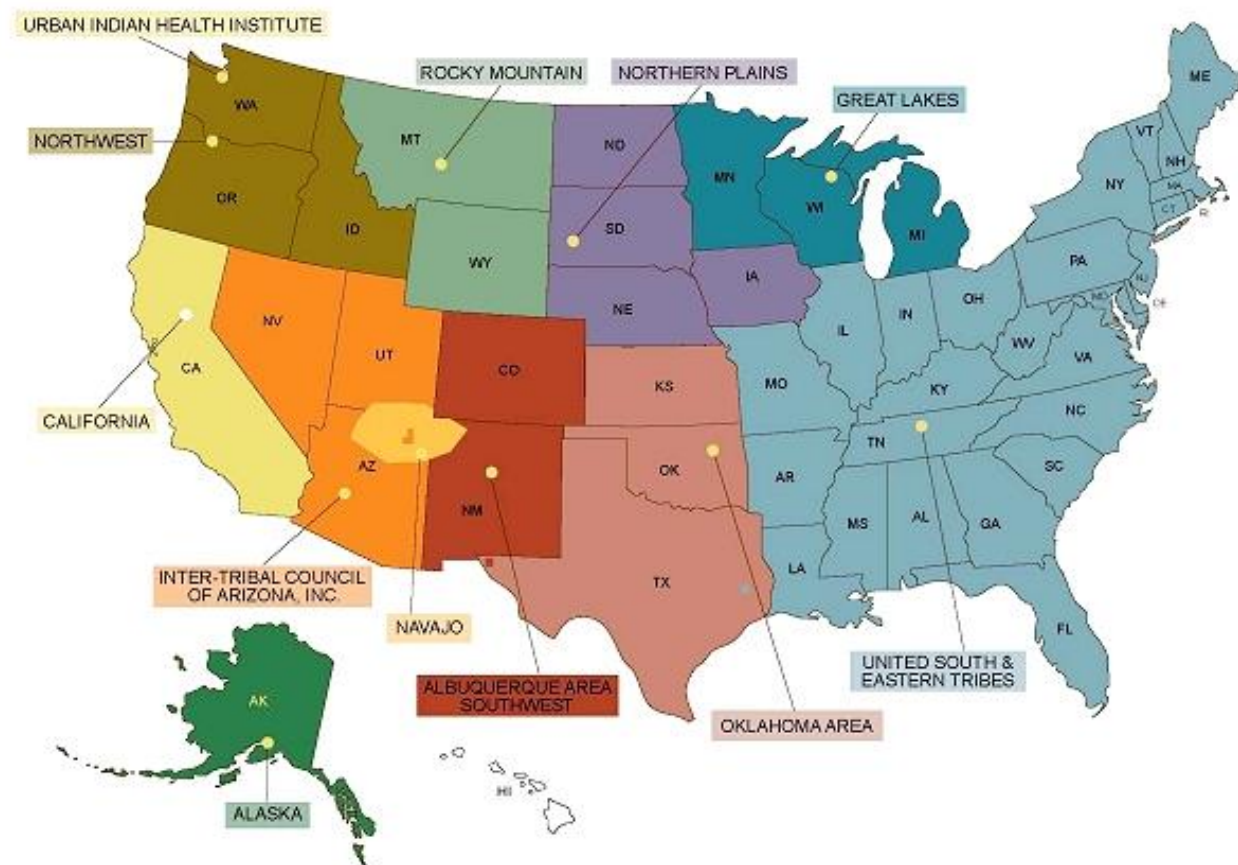 URBAN INDIAN HEALTH INSTITUTE
ROCKY MOUNTAIN
NORTHERN PLAINS
GREAT LAKES
NORTHWEST
WA
MT
ND
MN
ME
VT
NH
NY
MA
CT
RI
OR
ID
SD
WI
MI
WY
IA
PA
NJ
NE
OH
MD
DE
NV
IL
IN
WV
UT
CO
VA
CA
KS
MO
KY
CALIFORNIA
NC
TN
AZ
OK
AR
SC
NM
MS
AL
GA
LA
TX
INTER-TRIBAL COUNCIL
OF ARIZONA, INC.
NAVAJO
FL
UNITED SOUTH &
EASTERN TRIBES
ALBUQUERQUE AREA
SOUTHWEST
AK
OKLAHOMA AREA
HI
ALASKA